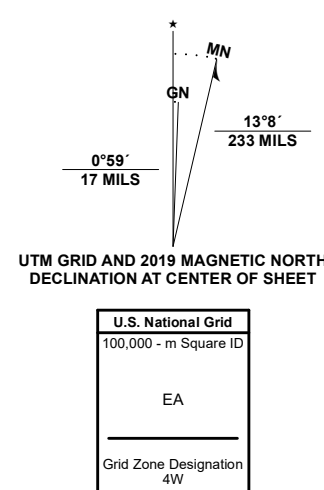 ★
MN
GN
13°8´
233 MILS
0°59´
17 MILS
UTM GRID AND 2019 MAGNETIC NORTH
DECLINATION AT CENTER OF SHEET
U.S. National Grid
100,000 - m Square ID
EA
Grid Zone Designation
4W